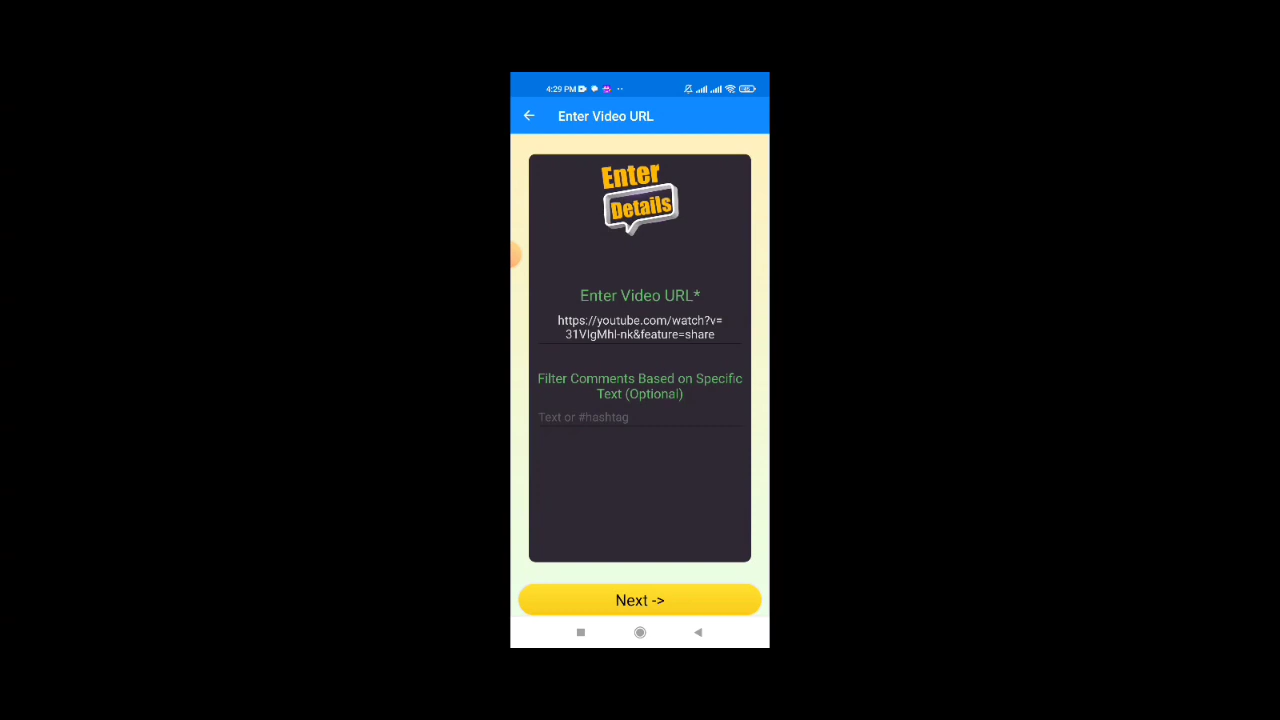 4:29 PM
Enter Video URL
Enter
Details
Enter Video URL*
https://youtube.com/watch?v=
31VIgMhl-nk&feature=share
Filter Comments Based on Specific
Text (Optional)
Text or #hashtag
Next ->